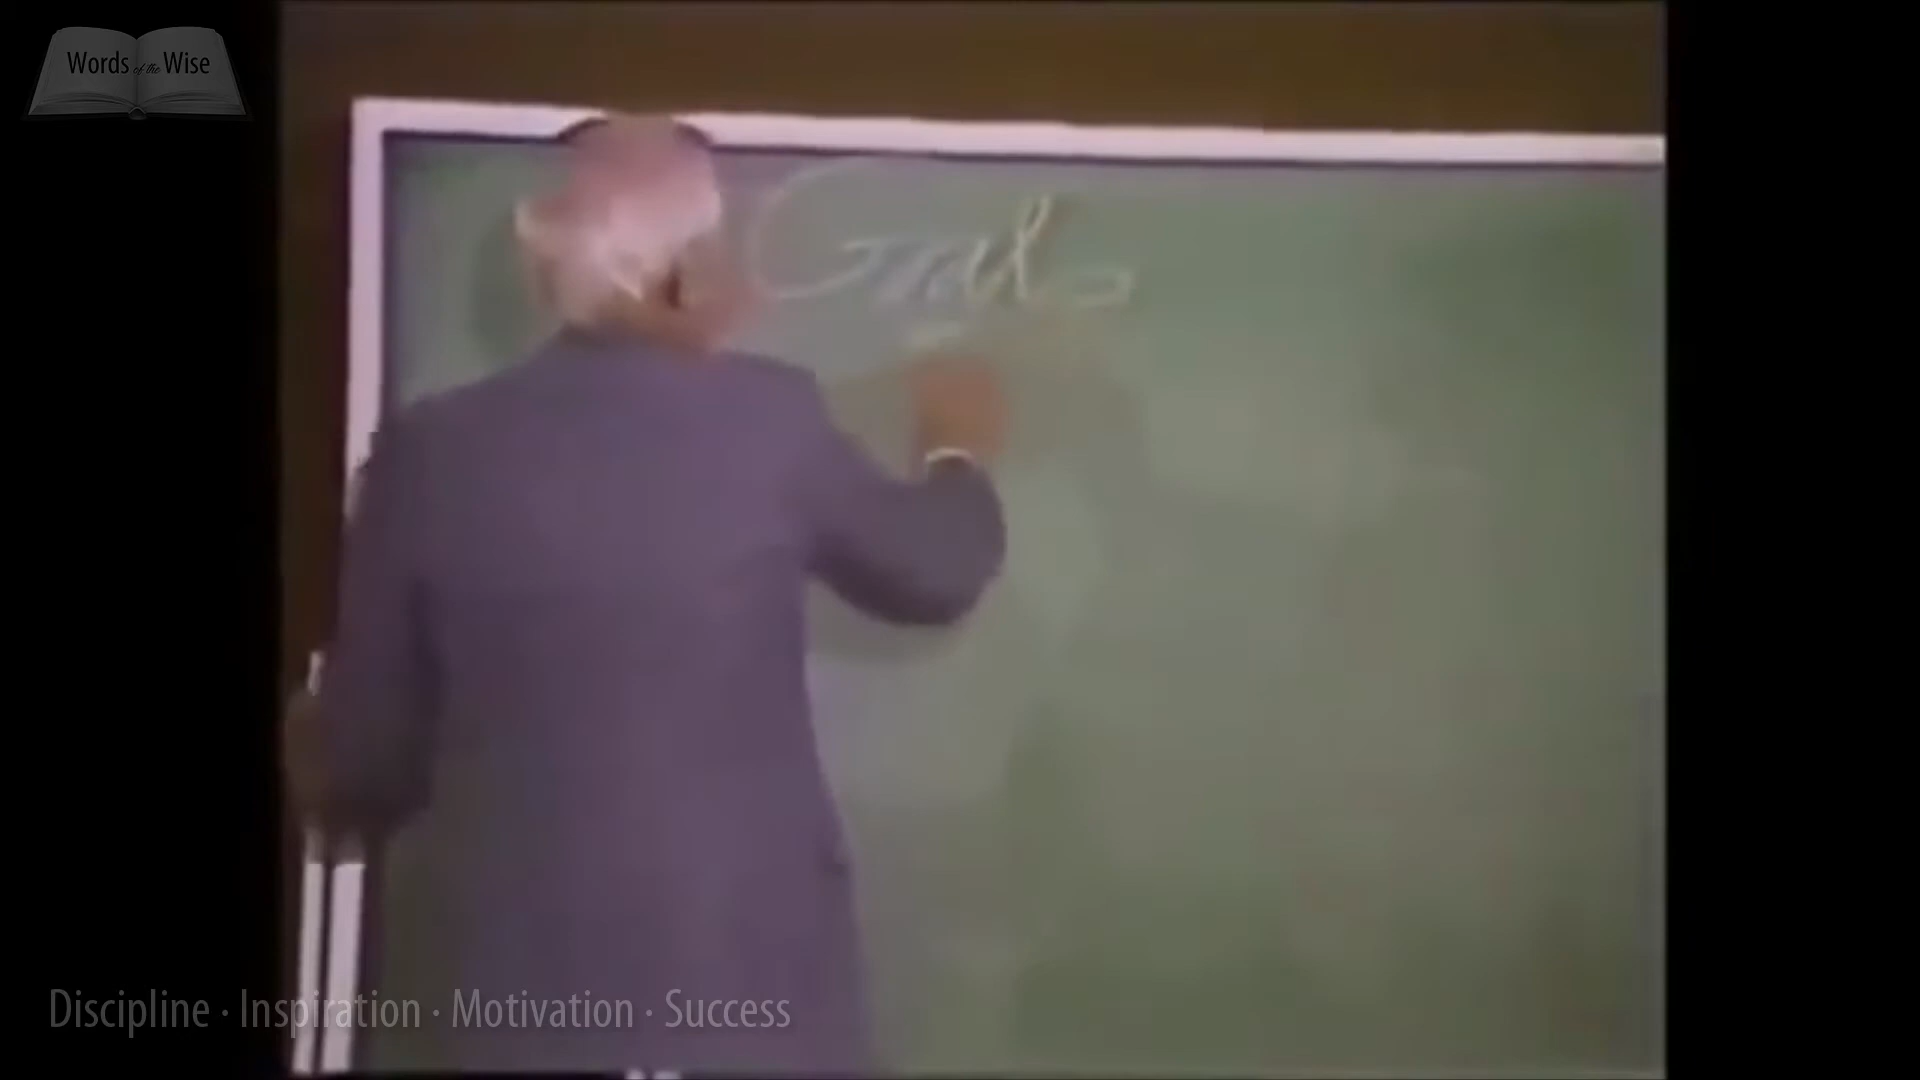 Words of the Wise
Goals
Discipline · Inspiration · Motivation · Success